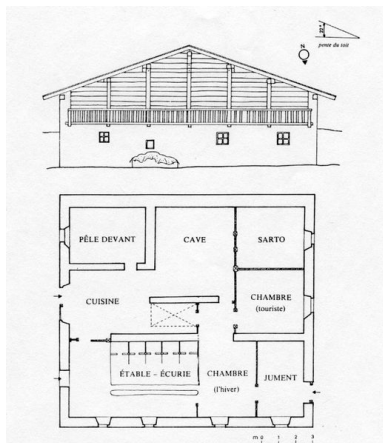 22°
pente du toit
N
PÊLE DEVANT
CAVE
SARTO
CUISINE
CHAMBRE
(touriste)
ÉTABLE - ÉCURIE
CHAMBRE
(l'hiver)
JUMENT
m 0 1 2 3